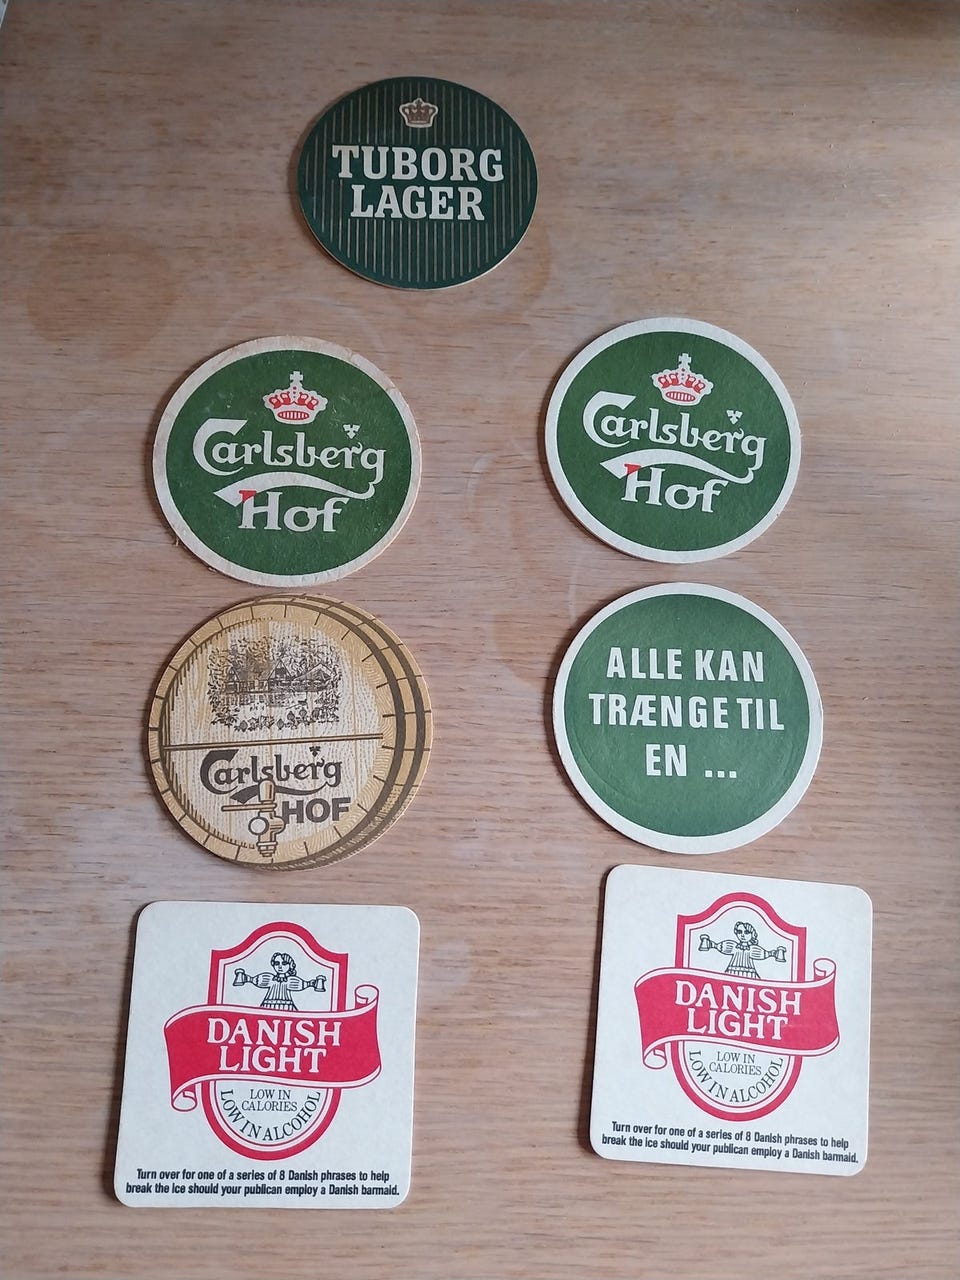 TUBORG
LAGER
Carlsberg
Hof
Carlsberg
Hof
Carlsberg
HOF
ALLE KAN
TRÆNGE TIL
EN ...
DANISH
LIGHT
LOW IN
CALORIES
LOW IN ALCOHOL
Turn over for one of a series of 8 Danish phrases to help
break the ice should your publican employ a Danish barmaid.
DANISH
LIGHT
LOW IN
CALORIES
LOW IN ALCOHOL
Turn over for one of a series of 8 Danish phrases to help
break the ice should your publican employ a Danish barmaid.